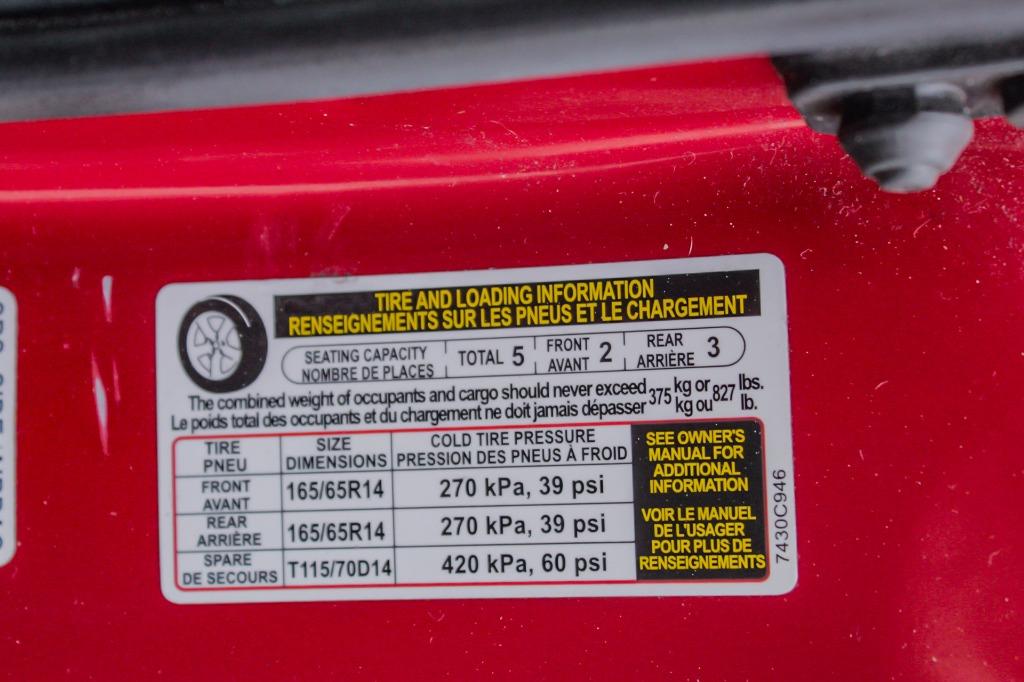 TIRE AND LOADING INFORMATION
RENSEIGNEMENTS SUR LES PNEUS ET LE CHARGEMENT
SEATING CAPACITY
NOMBRE DE PLACES
TOTAL 5
FRONT
AVANT 2
REAR
ARRIÈRE 3
The combined weight of occupants and cargo should never exceed 375 kg or 827 lbs.
Le poids total des occupants et du chargement ne doit jamais dépasser kg ou lb.
TIRE
PNEU
SIZE
DIMENSIONS
COLD TIRE PRESSURE
PRESSION DES PNEUS À FROID
FRONT
AVANT
165/65R14
270 kPa, 39 psi
REAR
ARRIÈRE
165/65R14
270 kPa, 39 psi
SPARE
DE SECOURS
T115/70D14
420 kPa, 60 psi
SEE OWNER'S
MANUAL FOR
ADDITIONAL
INFORMATION
VOIR LE MANUEL
DE L'USAGER
POUR PLUS DE
RENSEIGNEMENTS
7430C946